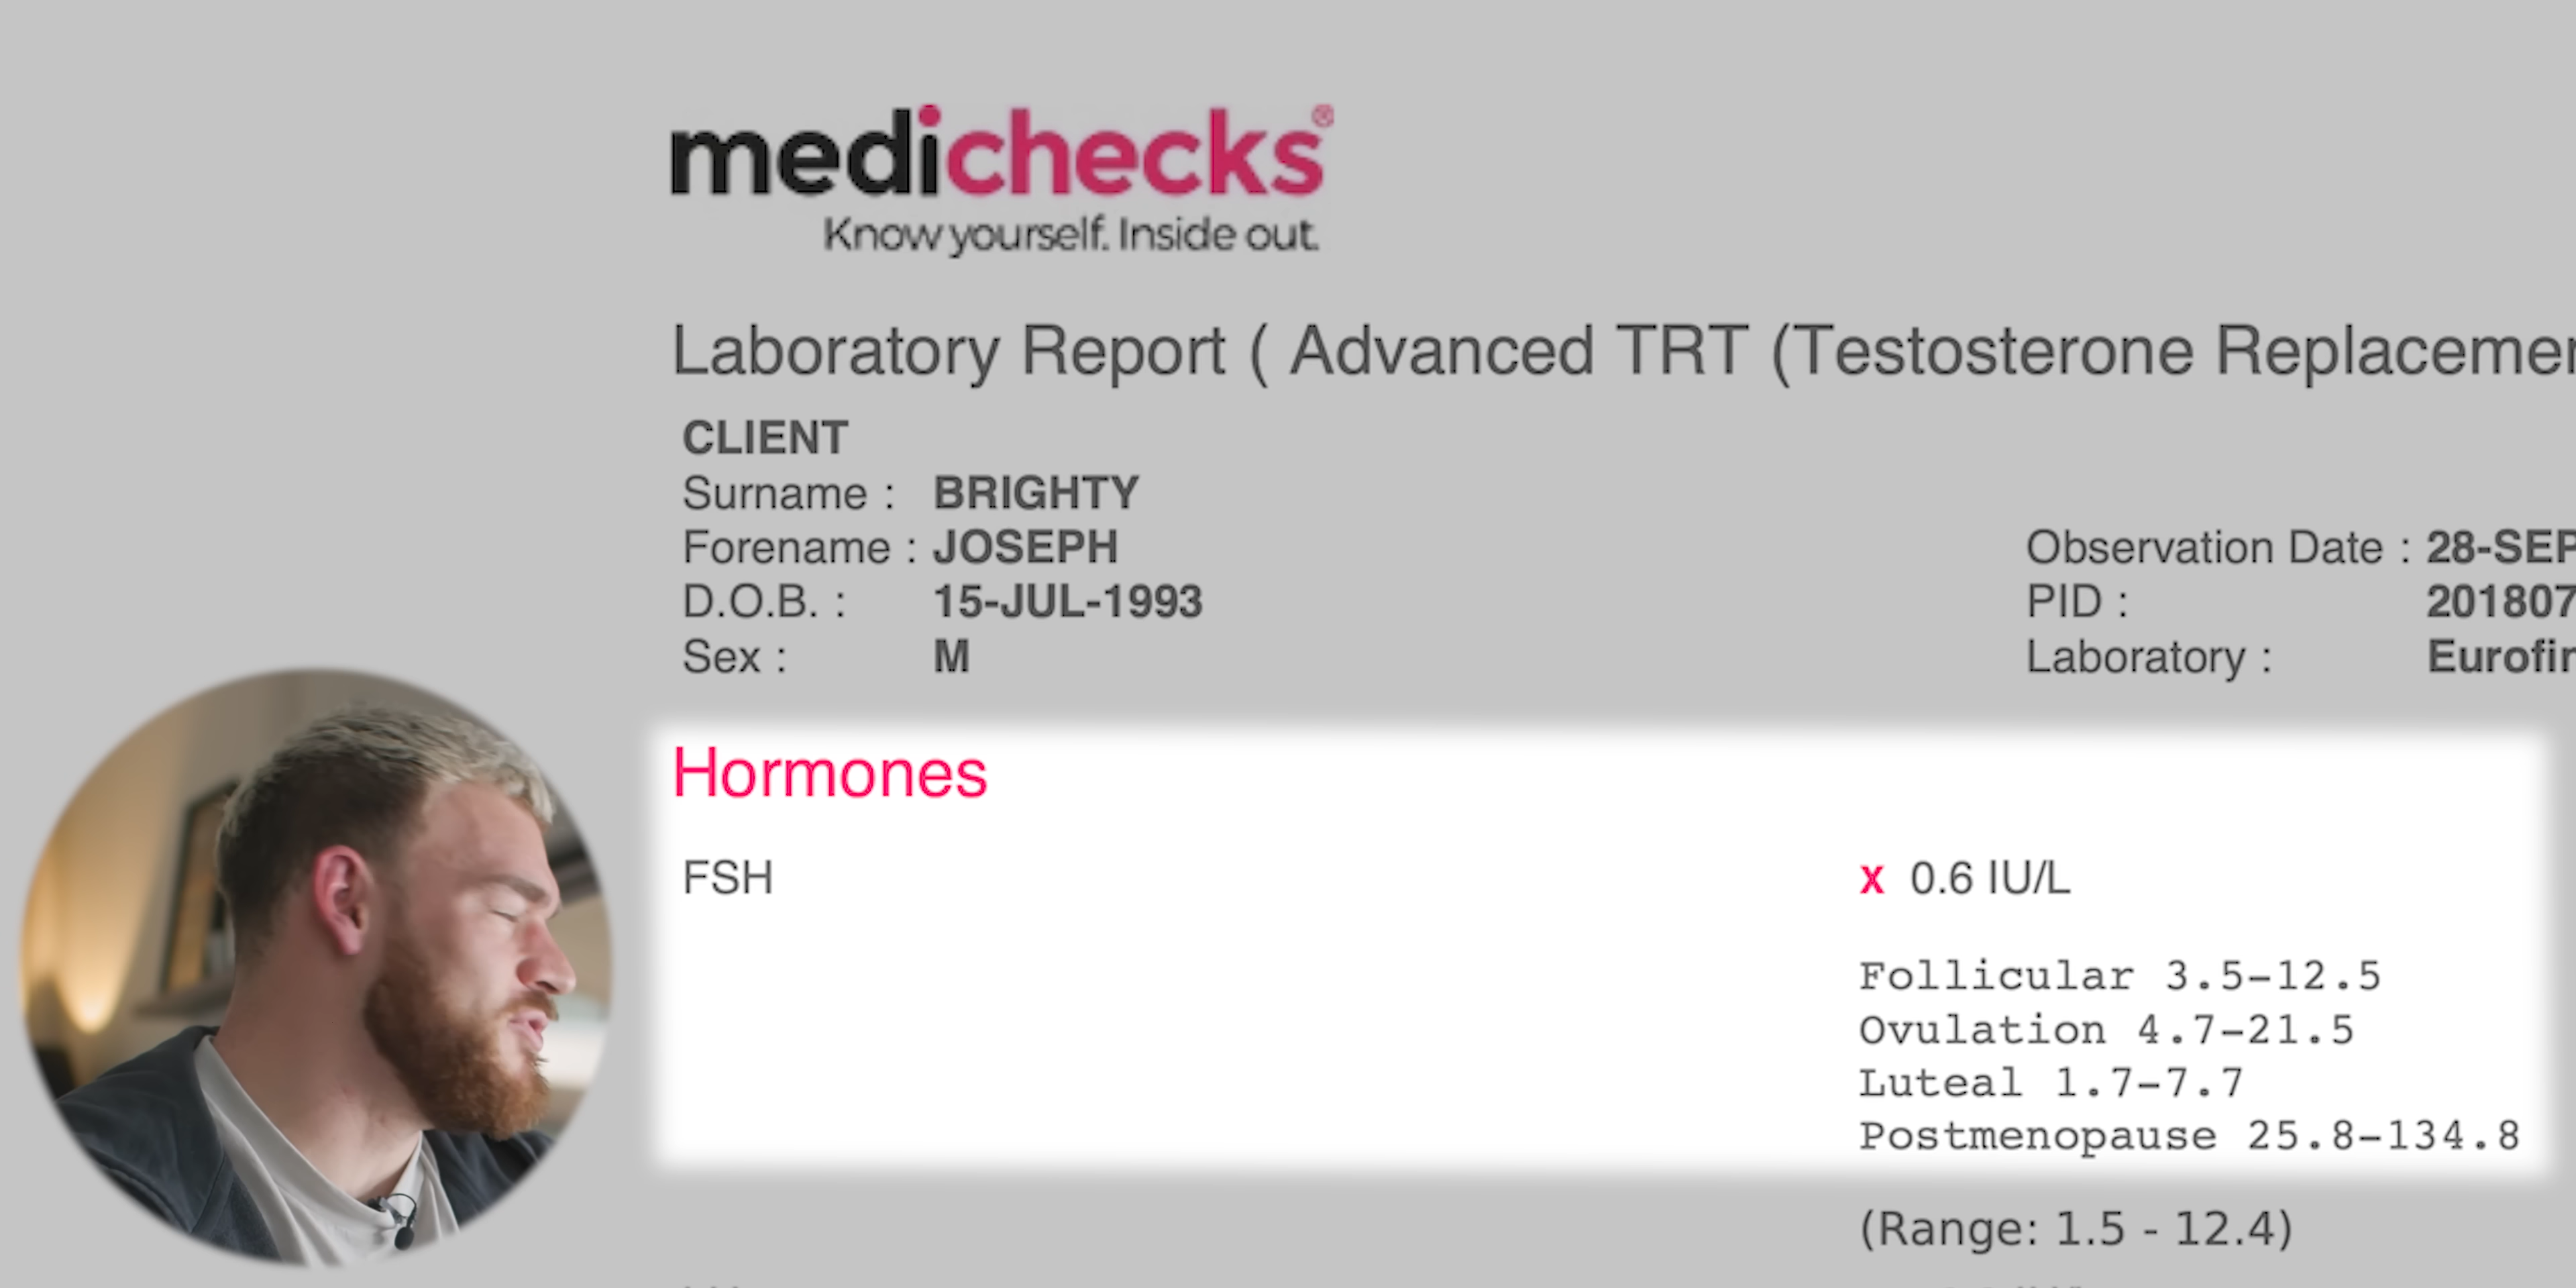 medichecks®
Know yourself. Inside out.
Laboratory Report ( Advanced TRT (Testosterone
CLIENT
Surname : BRIGHTY
Forename : JOSEPH
D.O.B. : 15-JUL-1993
Sex : M
Observation Date : 28-SEP
PID : 201807
Laboratory :
Hormones
FSH
x 0.6 IU/L
Follicular 3.5-12.5
Ovulation 4.7-21.5
Luteal 1.7-7.7
Postmenopause 25.8-134.8
(Range: 1.5 - 12.4)